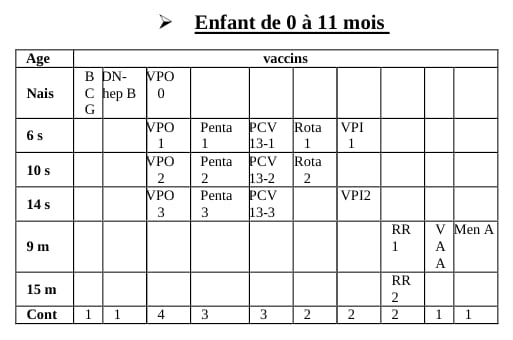 ➢ Enfant de 0 à 11 mois
Age vaccins
Nais BCG DN-hep B VPO 0
6 s VPO 1 Penta 1 PCV 13-1 Rota 1 VPI 1
10 s VPO 2 Penta 2 PCV 13-2 Rota 2
14 s VPO 3 Penta 3 PCV 13-3 VPI2
9 m RR 1 VAA Men A
15 m RR 2
Cont 1 1 4 3 3 2 2 2 1 1